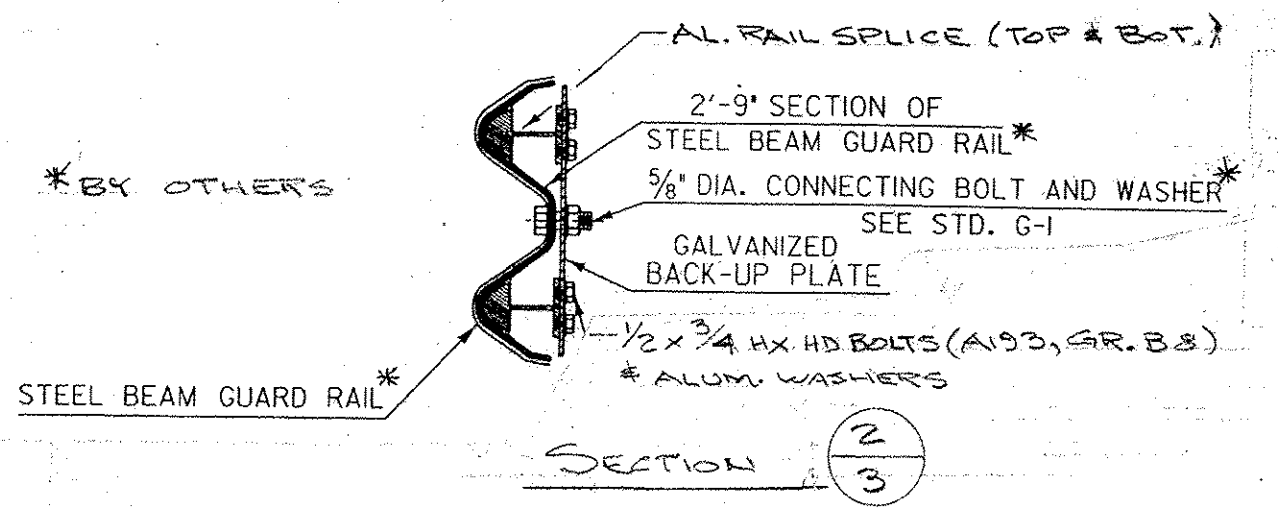 AL. RAIL SPLICE (TOP & BOT.)
2'-9" SECTION OF
STEEL BEAM GUARD RAIL*
* BY OTHERS
5/8" DIA. CONNECTING BOLT AND WASHER*
SEE STD. G-1
GALVANIZED
BACK-UP PLATE
1/2 x 3/4 HX. HD BOLTS (A193, GR. B8)
& ALUM. WASHERS
STEEL BEAM GUARD RAIL*
SECTION 2
3